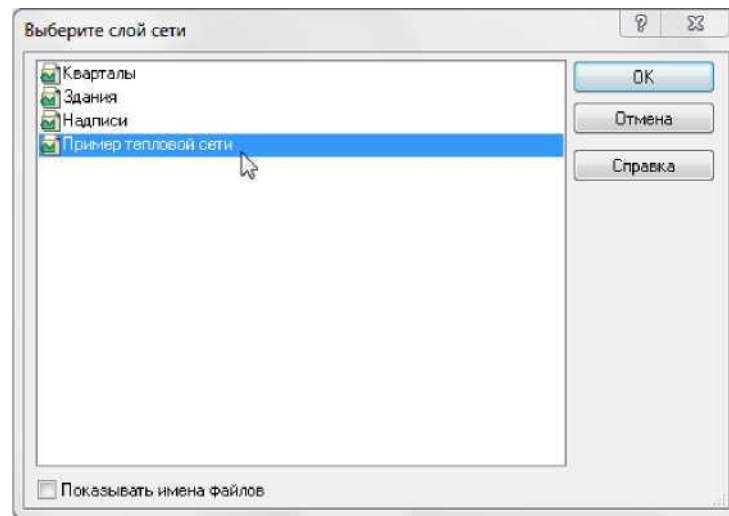 Выберите слой сети
Кварталы
Здания
Надписи
Пример тепловой сети
OK
Отмена
Справка
Показывать имена файлов